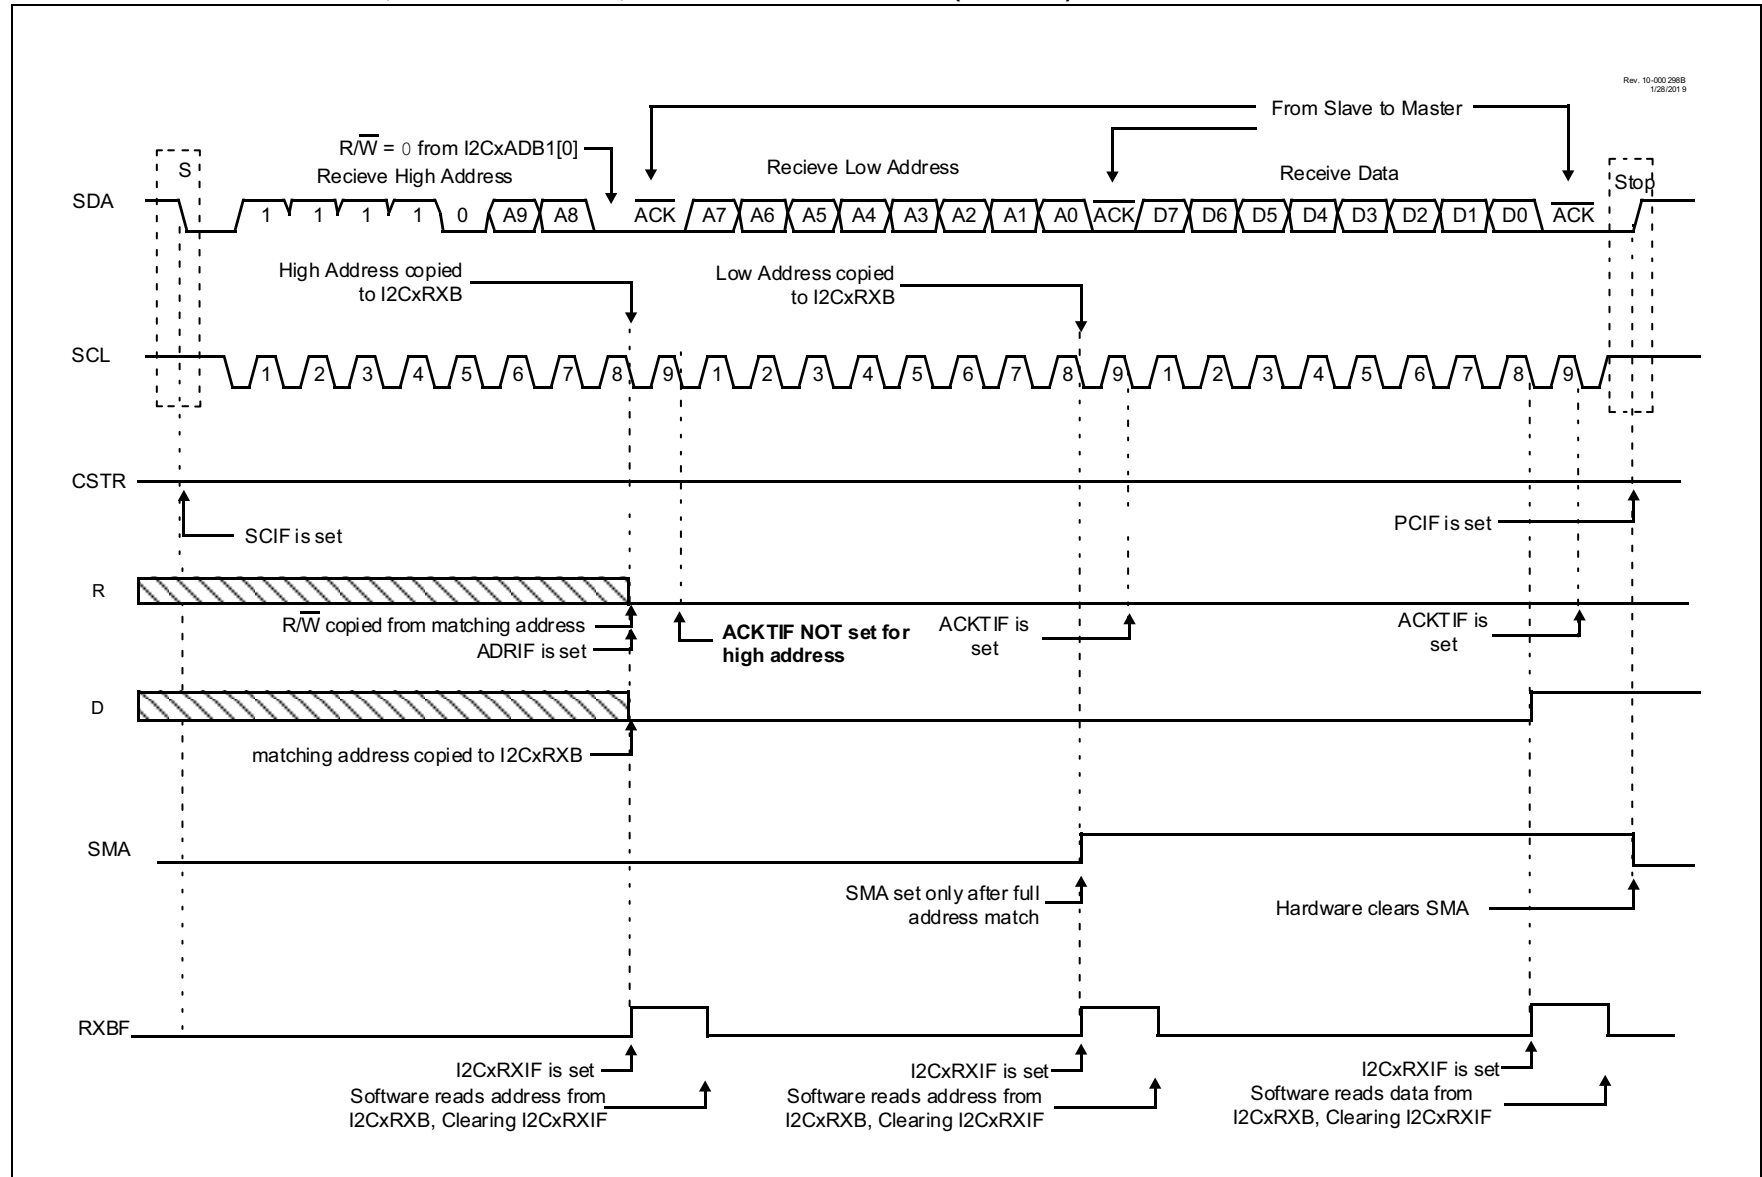 Rev. 10-000 298B
1/28/201 9
From Slave to Master
R/W = 0 from I2CxADB1[0]
S
Recieve High Address
Recieve Low Address
Receive Data
Stop
SDA
1 1 1 1 0 A9 A8 ACK A7 A6 A5 A4 A3 A2 A1 A0 ACK D7 D6 D5 D4 D3 D2 D1 D0 ACK
High Address copied
to I2CxRXB
Low Address copied
to I2CxRXB
SCL
1 2 3 4 5 6 7 8 9 1 2 3 4 5 6 7 8 9 1 2 3 4 5 6 7 8 9
CSTR
SCIF is set
PCIF is set
R
R/W copied from matching address
ADRIF is set
ACKTIF NOT set for
high address
ACKTIF is
set
ACKTIF is
set
D
matching address copied to I2CxRXB
SMA
SMA set only after full
address match
Hardware clears SMA
RXBF
I2CxRXIF is set
Software reads address from
I2CxRXB, Clearing I2CxRXIF
I2CxRXIF is set
Software reads address from
I2CxRXB, Clearing I2CxRXIF
I2CxRXIF is set
Software reads data from
I2CxRXB, Clearing I2CxRXIF